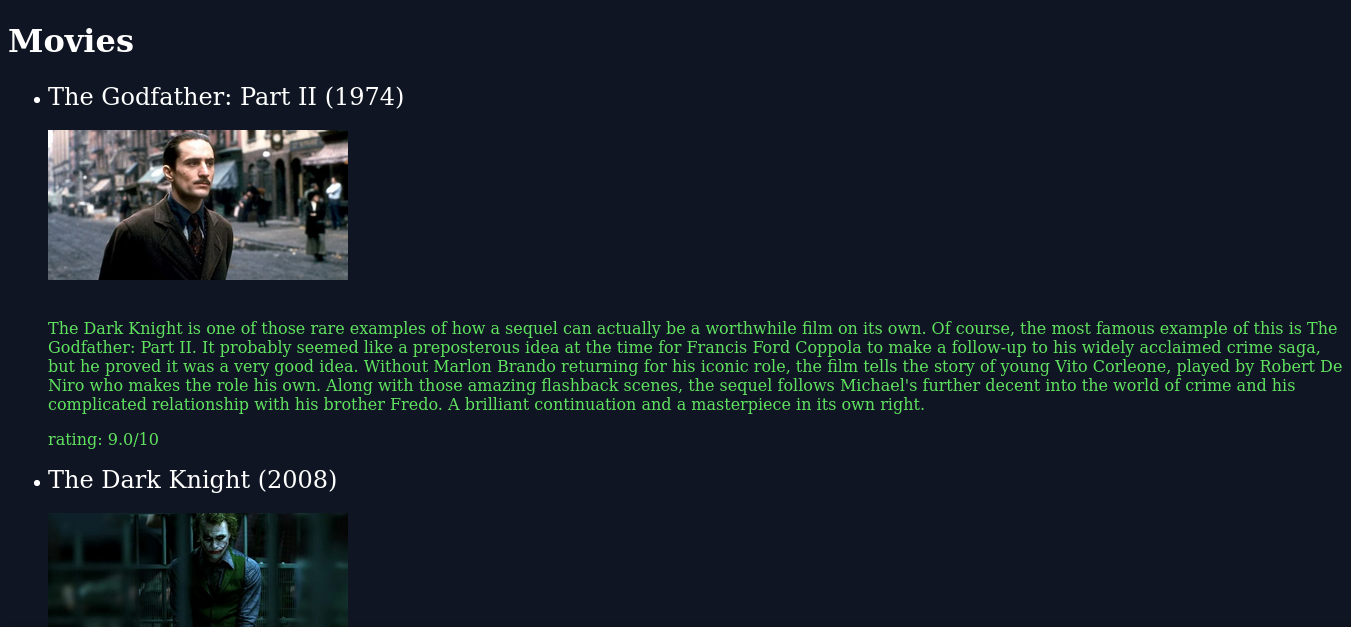 Movies
The Godfather: Part II (1974)
The Dark Knight is one of those rare examples of how a sequel can actually be a worthwhile film on its own. Of course, the most famous example of this is The
Godfather: Part II. It probably seemed like a preposterous idea at the time for Francis Ford Coppola to make a follow-up to his widely acclaimed crime saga,
but he proved it was a very good idea. Without Marlon Brando returning for his iconic role, the film tells the story of young Vito Corleone, played by Robert De
Niro who makes the role his own. Along with those amazing flashback scenes, the sequel follows Michael's further decent into the world of crime and his
complicated relationship with his brother Fredo. A brilliant continuation and a masterpiece in its own right.
rating: 9.0/10
The Dark Knight (2008)